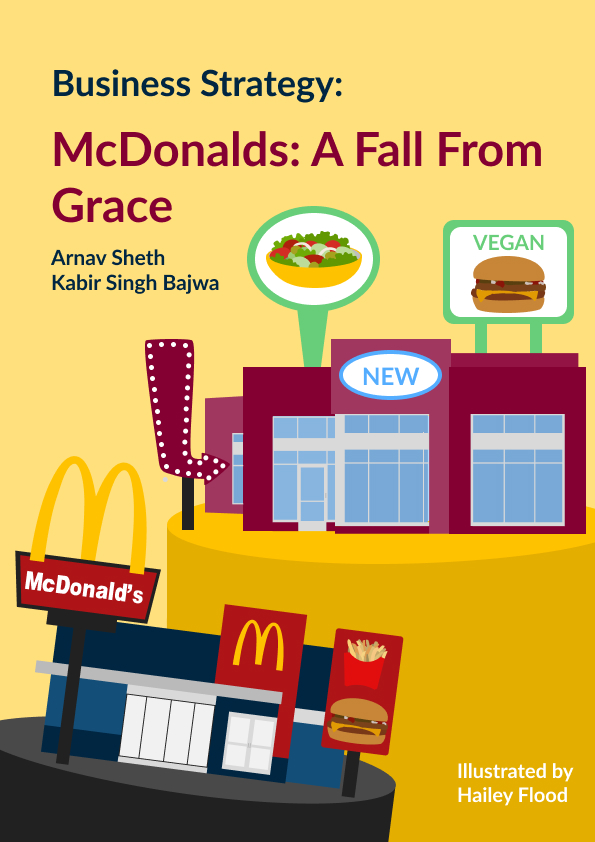 Business Strategy:
McDonalds: A Fall From
Grace
Arnav Sheth
Kabir Singh Bajwa
VEGAN
NEW
McDonald's
Illustrated by
Hailey Flood